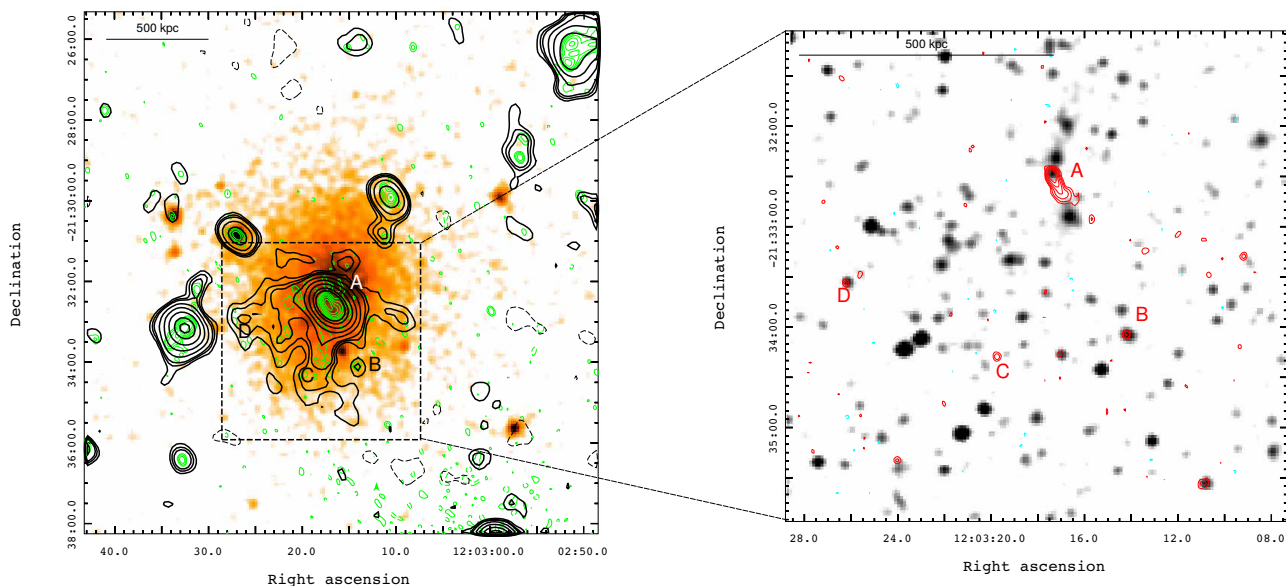 500 kpc
26:00.0
28:00.0
-21:30:00.0
32:00.0
34:00.0
36:00.0
38:00.0
Declination
A
B
C
D
40.0
30.0
20.0
10.0
12:03:00.0
02:50.0
Right ascension
500 kpc
32:00.0
-21:33:00.0
34:00.0
35:00.0
Declination
A
D
B
C
28.0
24.0
12:03:20.0
16.0
12.0
08.0
Right ascension